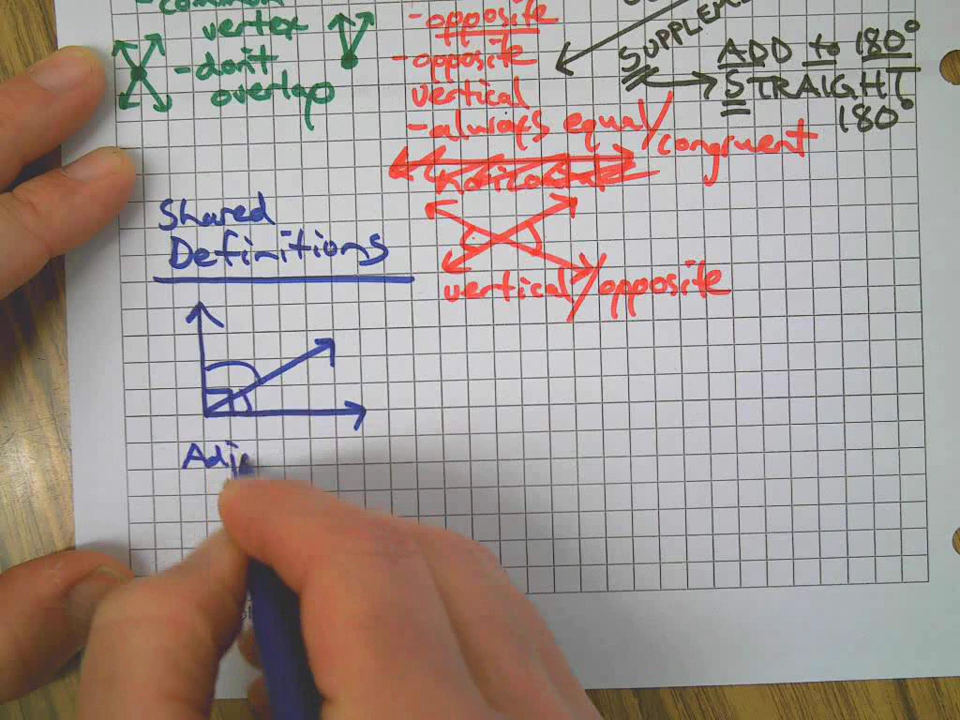 -common
vertex
-don't
overlap
-opposite
-opposite
vertical
-always equal/
congruent
vertical/opposite
ADD to 180°
STRAIGHT
180°
Shared
Definitions
Adj